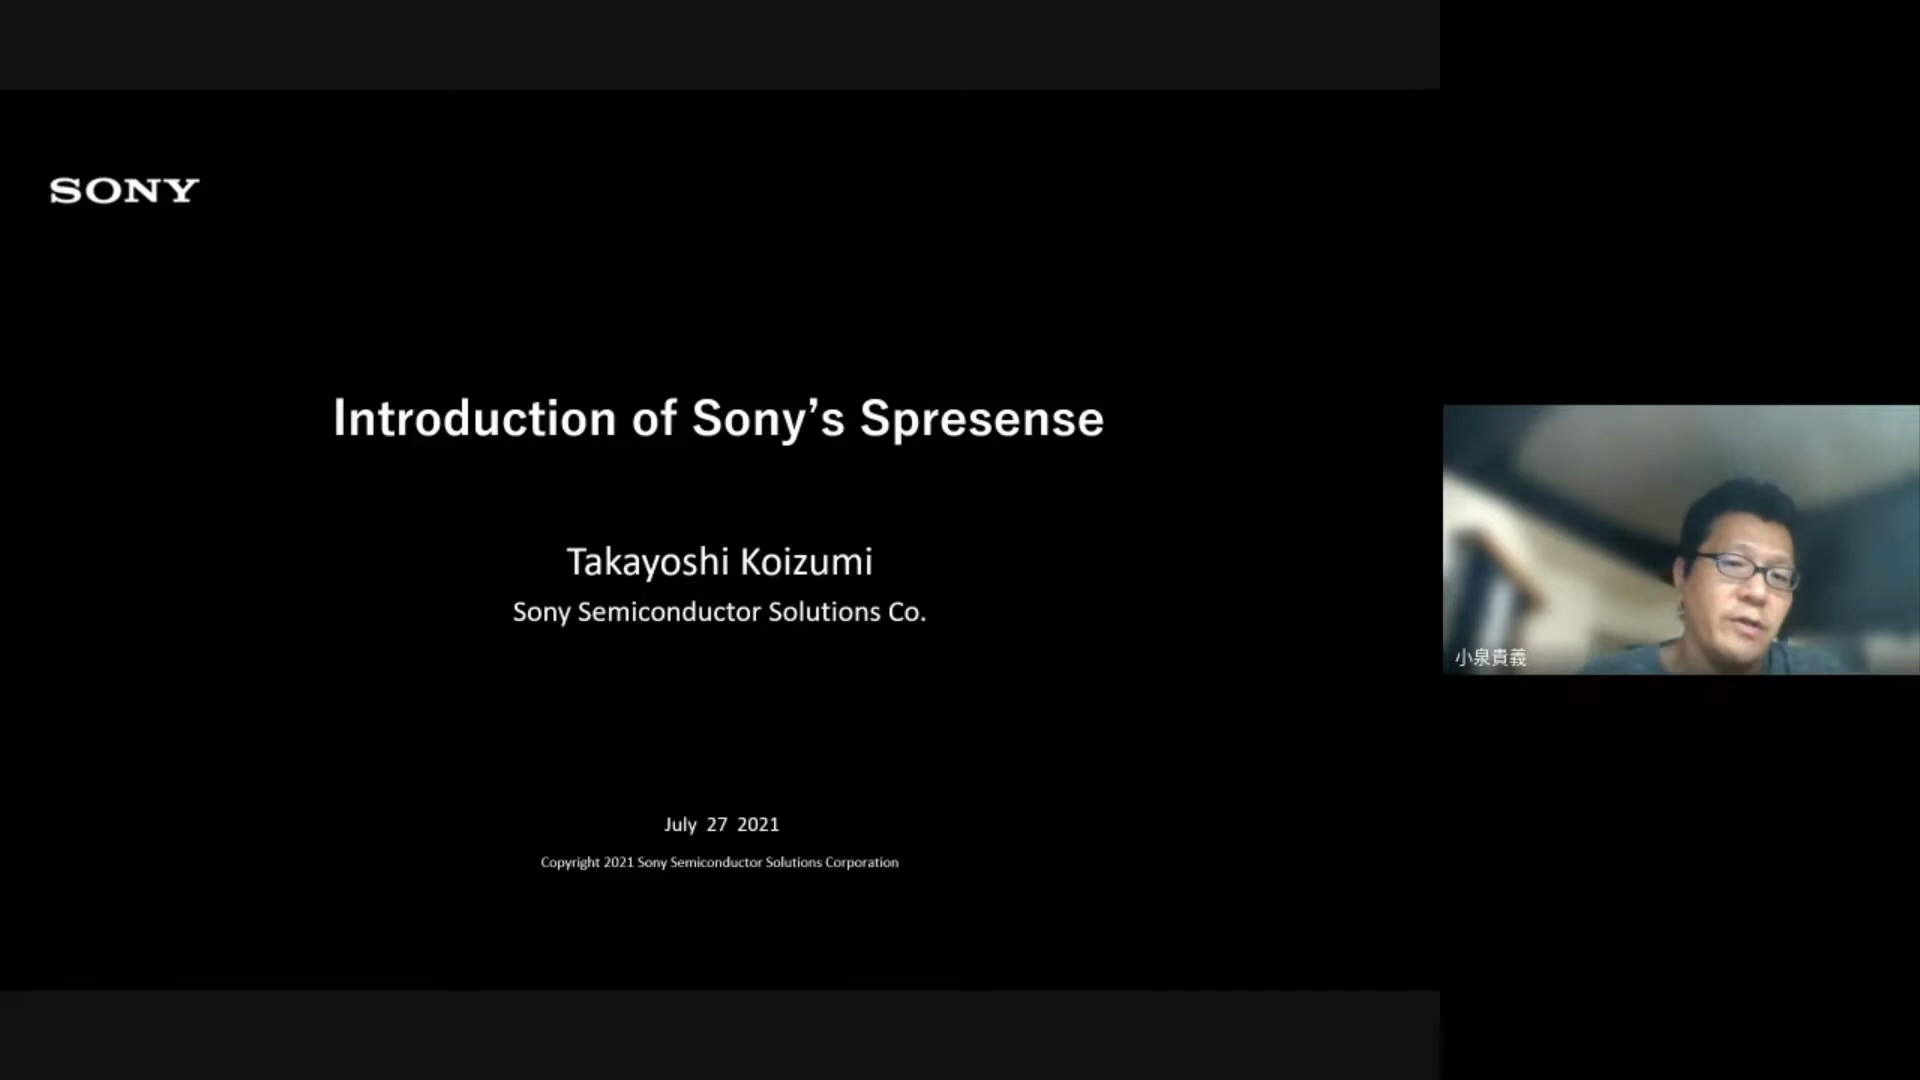 SONY
Introduction of Sony’s Spresense
Takayoshi Koizumi
Sony Semiconductor Solutions Co.
July 27 2021
Copyright 2021 Sony Semiconductor Solutions Corporation
小泉貴義